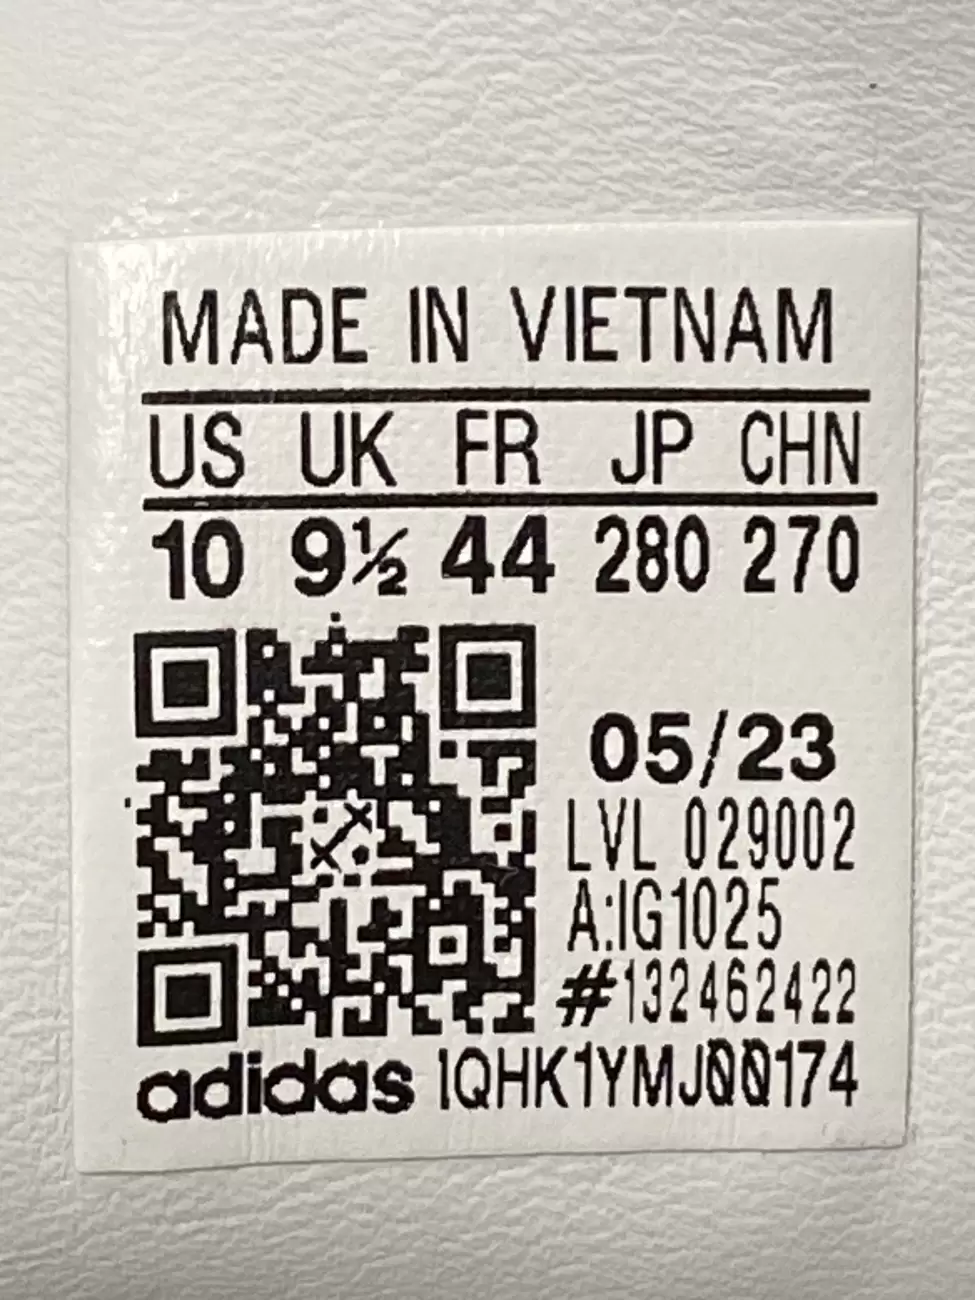 MADE IN VIETNAM
US UK FR JP CHN
10 9½ 44 280 270
05/23
LVL 029002
A:IG1025
#132462422
adidas 1QHK1YMJ00174